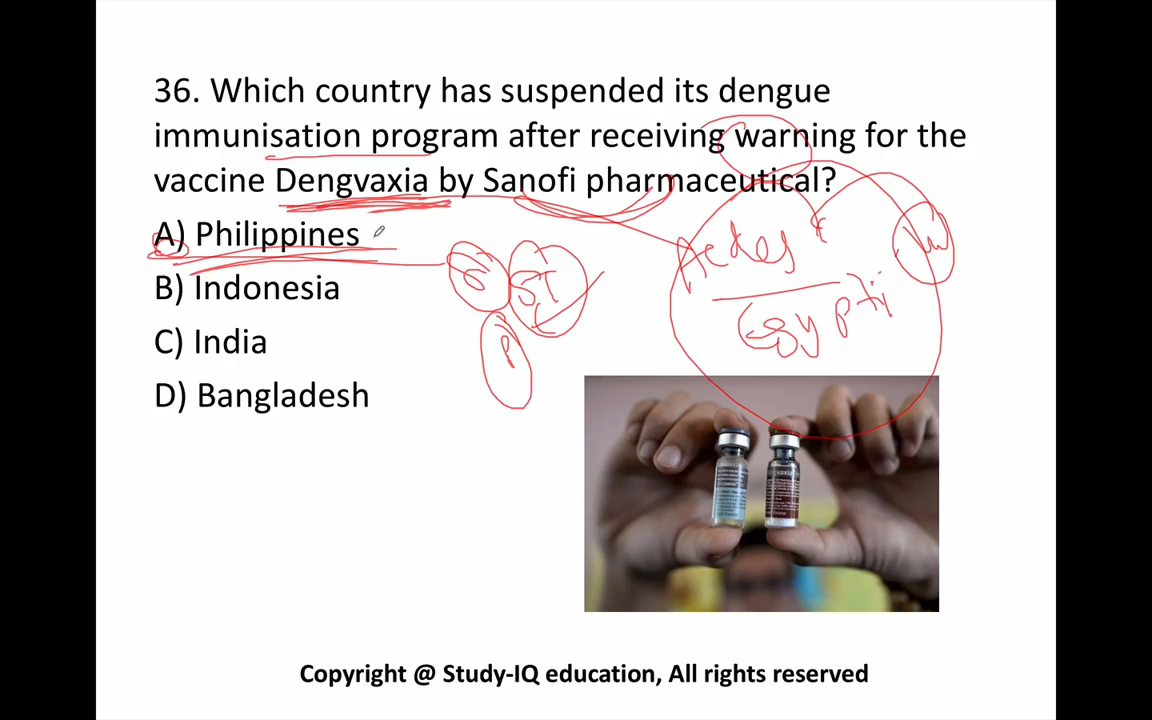 36. Which country has suspended its dengue
immunisation program after receiving warning for the
vaccine Dengvaxia by Sanofi pharmaceutical?
A) Philippines
B) Indonesia
C) India
D) Bangladesh
Aedes
Egypti
Copyright @ Study-IQ education, All rights reserved